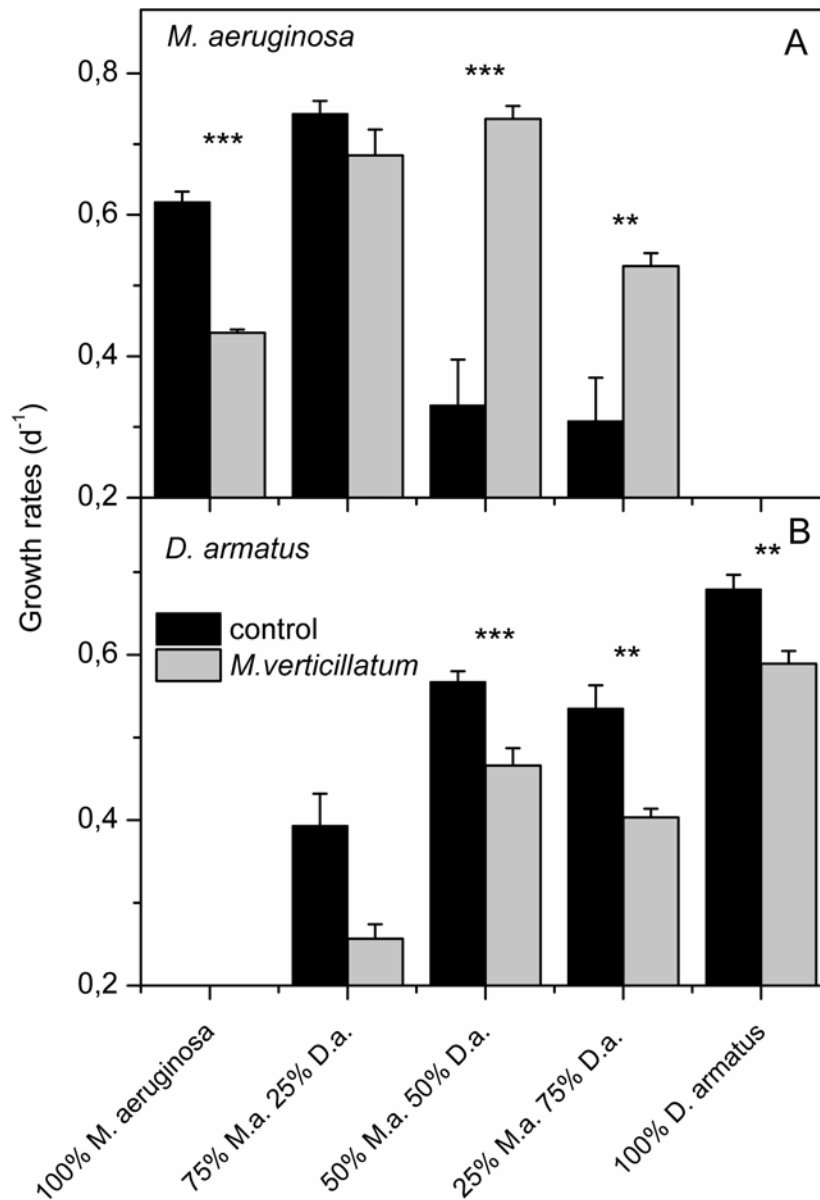 M. aeruginosa
A
0,8
***
0,6
**
0,4
0,2
Growth rates (d⁻¹)
D. armatus
B
control
M.verticillatum
**
***
0,6
**
0,4
0,2
100% M. aeruginosa
75% M.a. 25% D.a.
50% M.a. 50% D.a.
25% M.a. 75% D.a.
100% D. armatus
***